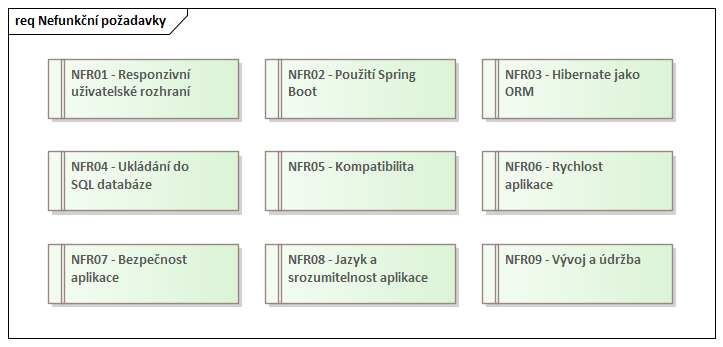 req Nefunkční požadavky
NFR01 - Responzivní
uživatelské rozhraní
NFR02 - Použití Spring
Boot
NFR03 - Hibernate jako
ORM
NFR04 - Ukládání do
SQL databáze
NFR05 - Kompatibilita
NFR06 - Rychlost
aplikace
NFR07 - Bezpečnost
aplikace
NFR08 - Jazyk a
srozumitelnost aplikace
NFR09 - Vývoj a údržba